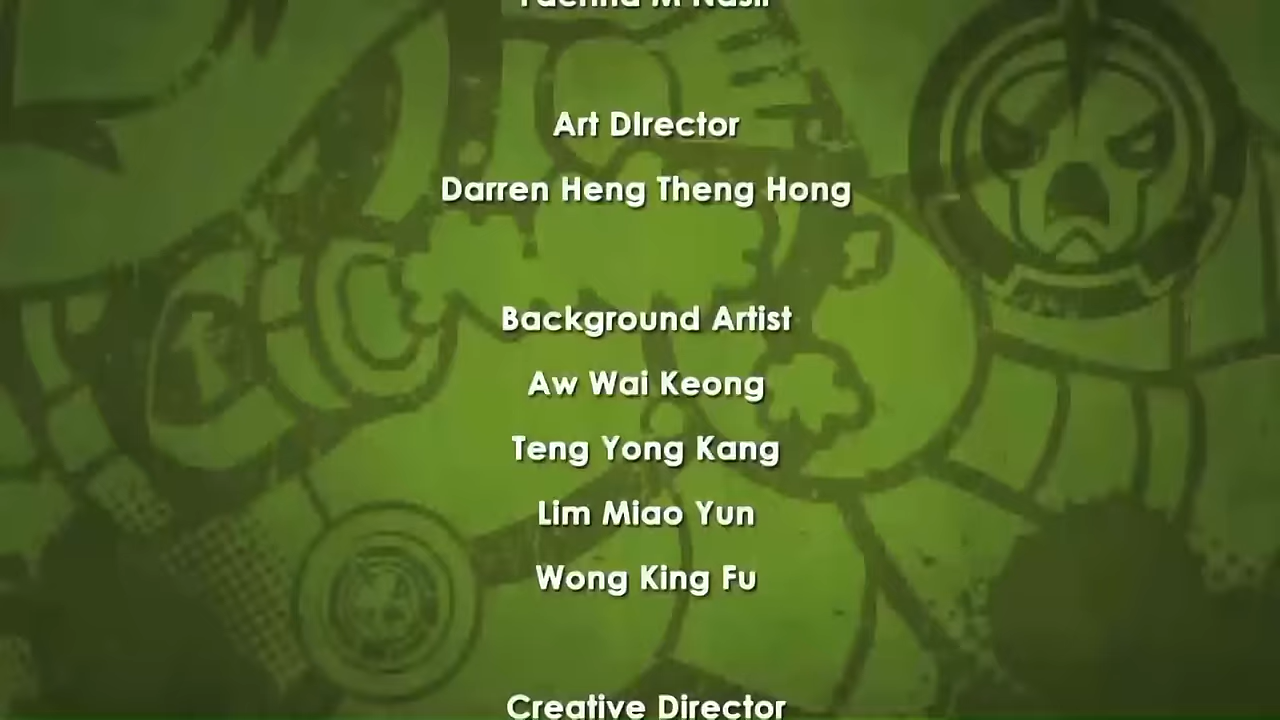 Art Director
Darren Heng Theng Hong
Background Artist
Aw Wai Keong
Teng Yong Kang
Lim Miao Yun
Wong King Fu
Creative Director